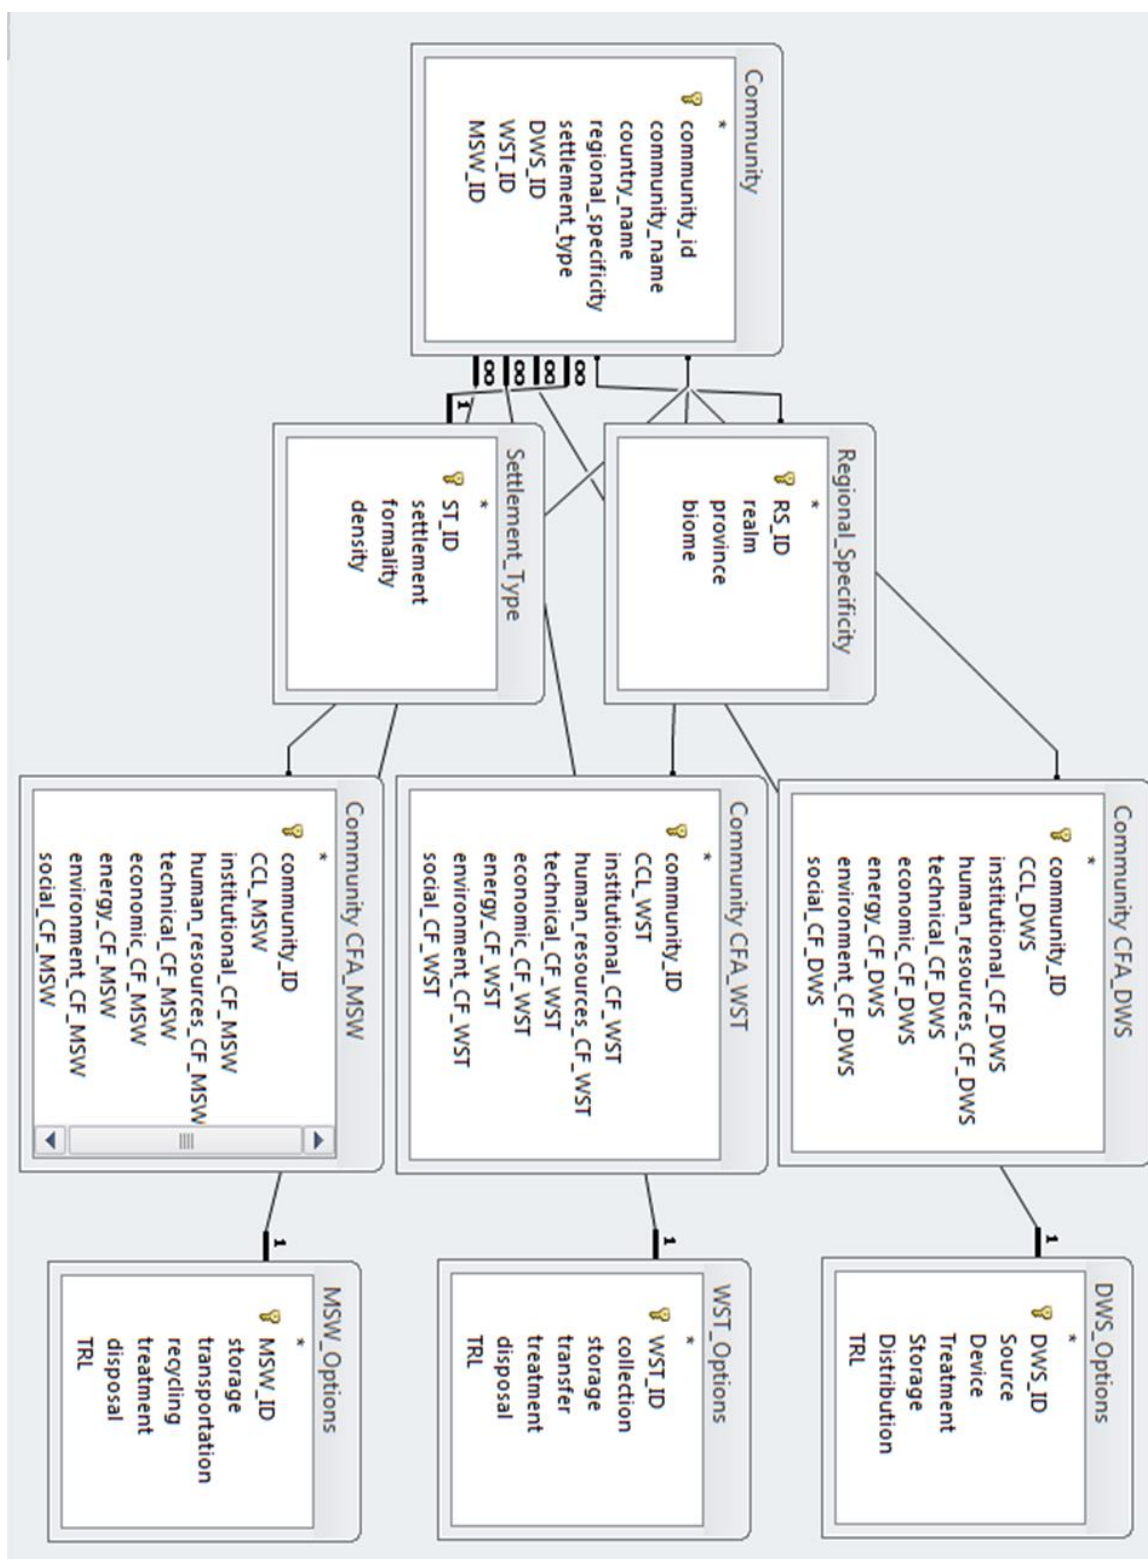 Community
*
community_id
community_name
country_name
regional_specificity
settlement_type
DWS_ID
WST_ID
MSW_ID
∞
∞
∞
∞
1
Regional_Specificity
*
RS_ID
realm
province
biome
Settlement_Type
*
ST_ID
settlement
formality
density
Community CFA_DWS
*
community_ID
CCL_DWS
institutional_CF_DWS
human_resources_CF_DWS
technical_CF_DWS
economic_CF_DWS
energy_CF_DWS
environment_CF_DWS
social_CF_DWS
Community CFA_WST
*
community_ID
CCL_WST
institutional_CF_WST
human_resources_CF_WST
technical_CF_WST
economic_CF_WST
energy_CF_WST
environment_CF_WST
social_CF_WST
Community CFA_MSW
*
community_ID
CCL_MSW
institutional_CF_MSW
human_resources_CF_MSW
technical_CF_MSW
economic_CF_MSW
energy_CF_MSW
environment_CF_MSW
social_CF_MSW
1
DWS_Options
*
DWS_ID
Source
Device
Treatment
Storage
Distribution
TRL
1
WST_Options
*
WST_ID
collection
storage
transfer
treatment
disposal
TRL
1
MSW_Options
*
MSW_ID
storage
transportation
recycling
treatment
disposal
TRL